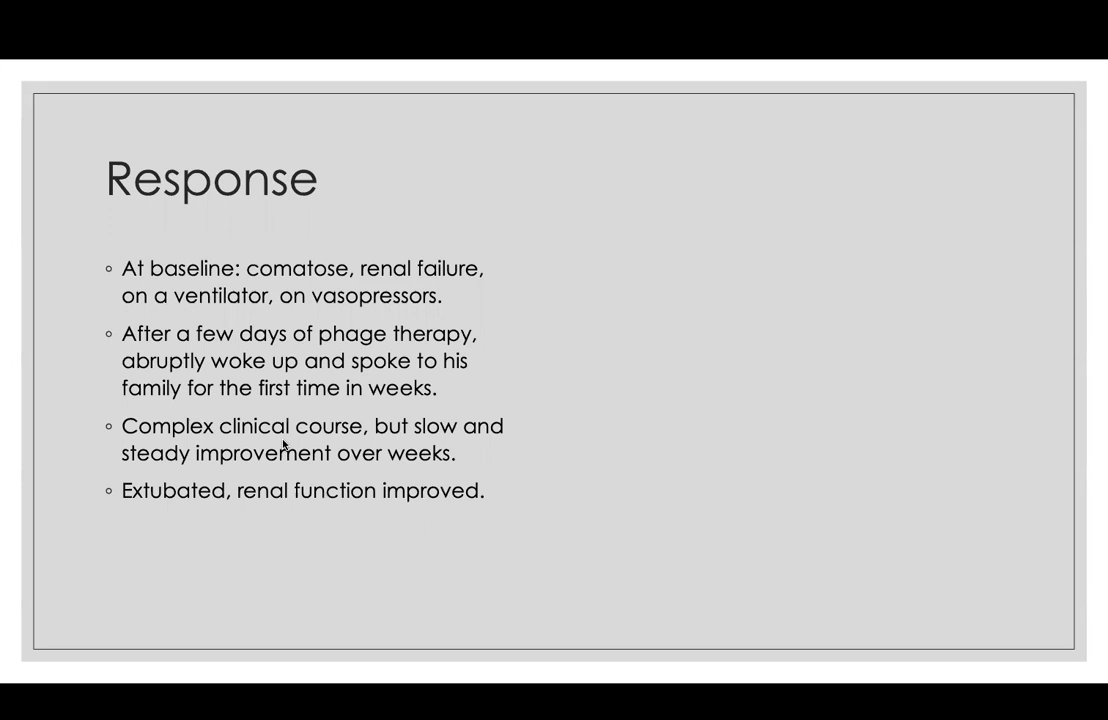 Response
◦ At baseline: comatose, renal failure,
on a ventilator, on vasopressors.
◦ After a few days of phage therapy,
abruptly woke up and spoke to his
family for the first time in weeks.
◦ Complex clinical course, but slow and
steady improvement over weeks.
◦ Extubated, renal function improved.